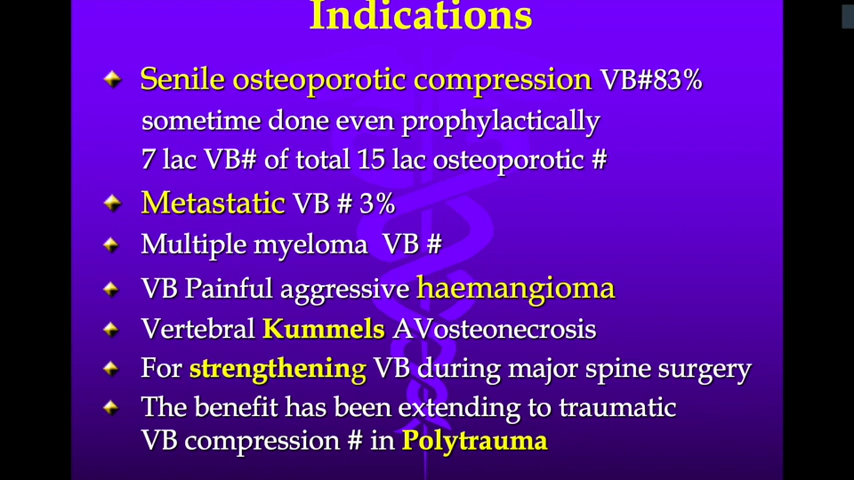 Indications
Senile osteoporotic compression VB#83%
sometime done even prophylactically
7 lac VB# of total 15 lac osteoporotic #
Metastatic VB # 3%
Multiple myeloma VB #
VB Painful aggressive haemangioma
Vertebral Kummels AVosteonecrosis
For strengthening VB during major spine surgery
The benefit has been extending to traumatic
VB compression # in Polytrauma